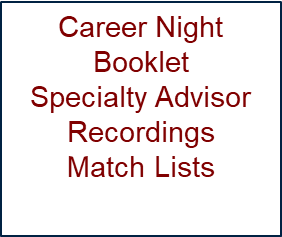 Career Night
Booklet
Specialty Advisor
Recordings
Match Lists